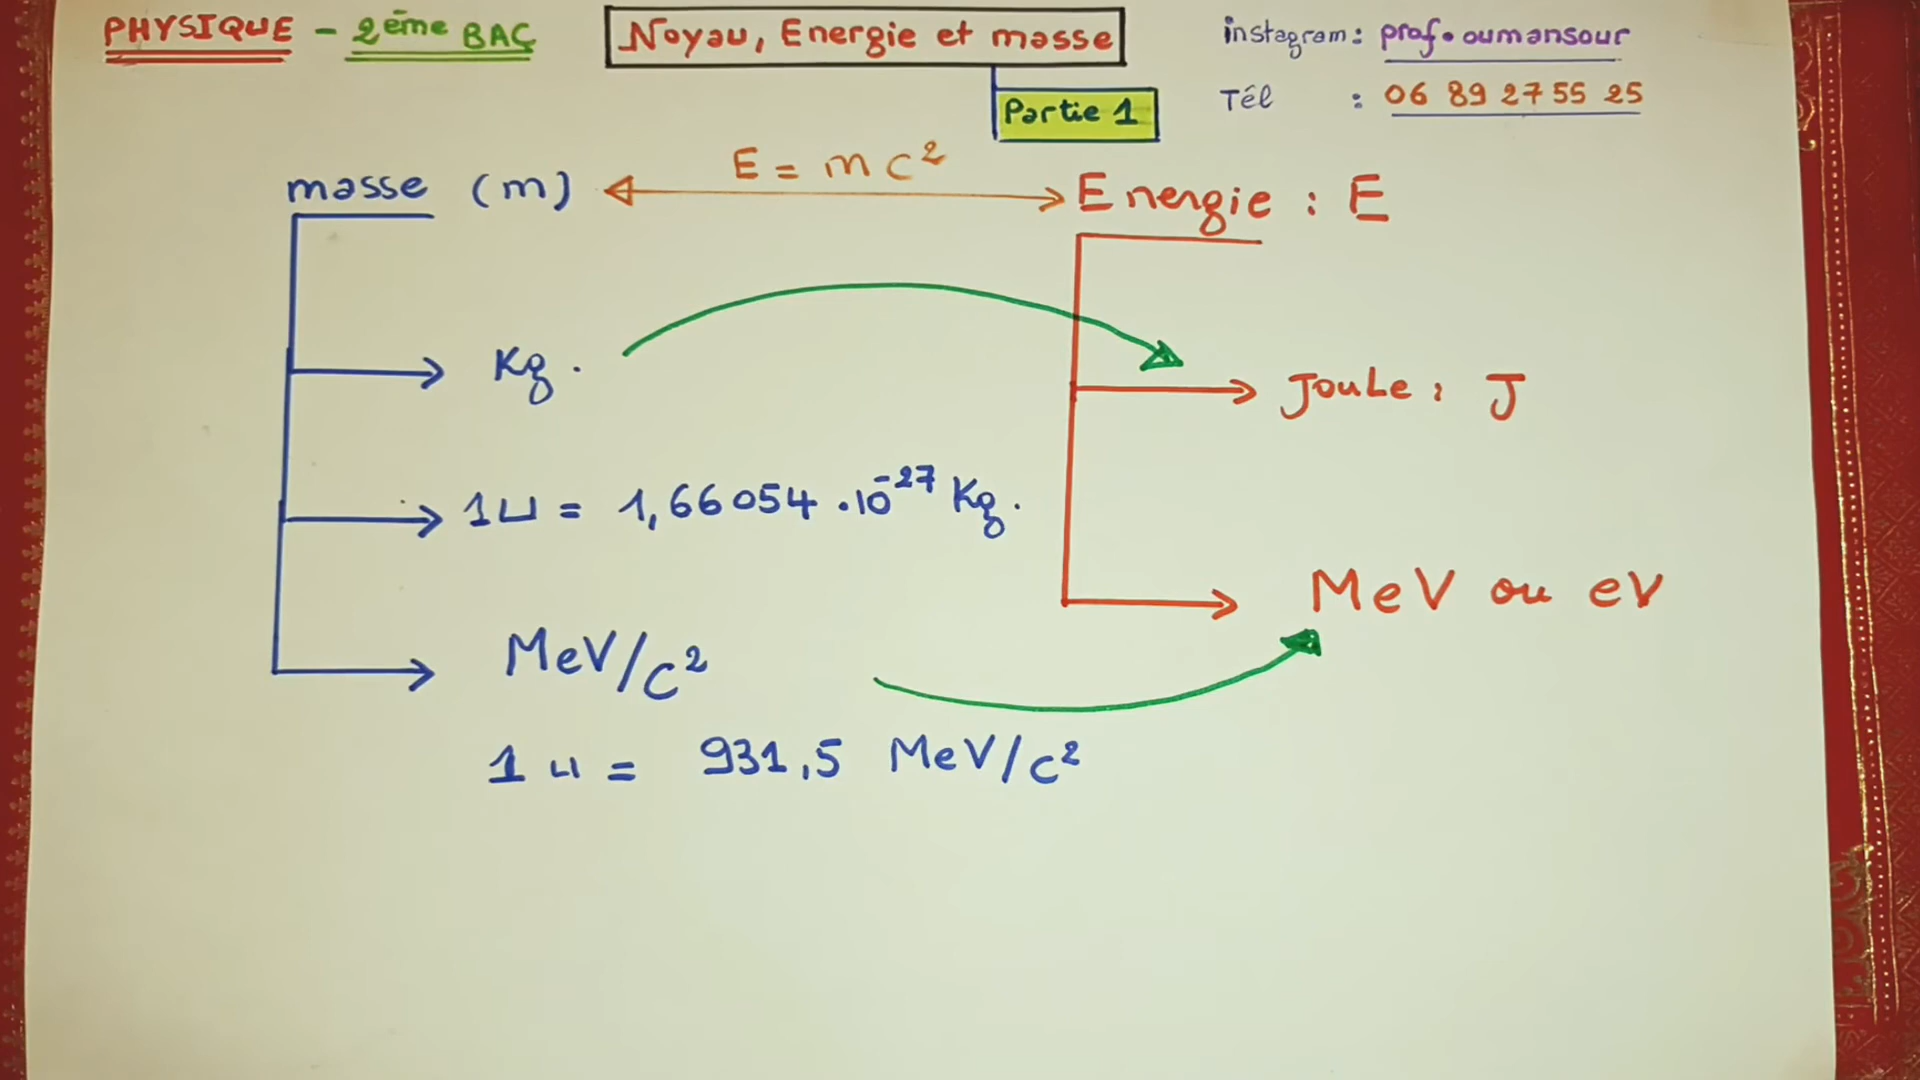 PHYSIQUE - 2ème BAC
Noyau, Energie et masse
Partie 1
instagram: prof.oumansour
Tél : 06 89 27 55 25
masse (m)
E = mc²
Energie : E
Kg.
Joule : J
1u = 1,66054 .10⁻²⁷ Kg.
MeV ou eV
MeV/c²
1u = 931,5 MeV/c²